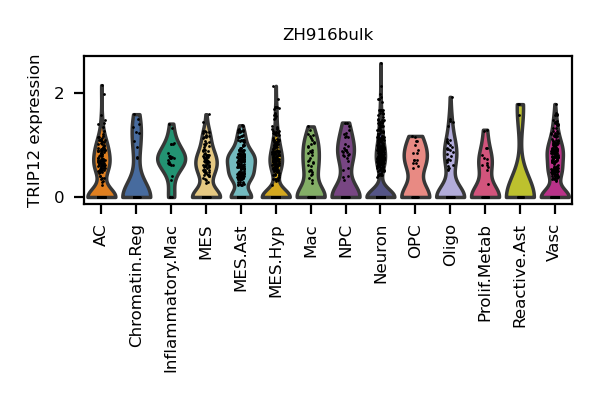 ZH916bulk
TRIP12 expression
2
0
AC
Chromatin.Reg
Inflammatory.Mac
MES
MES.Ast
MES.Hyp
Mac
NPC
Neuron
OPC
Oligo
Prolif.Metab
Reactive.Ast
Vasc